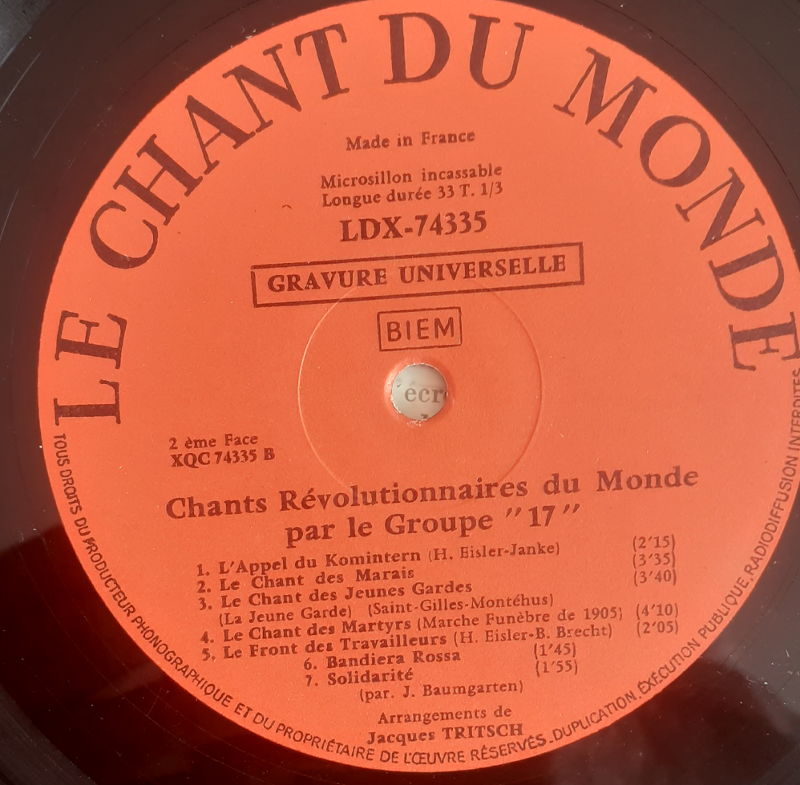 LE CHANT DU MONDE
Made in France
Microsillon incassable
Longue durée 33 T. 1/3
LDX-74335
GRAVURE UNIVERSELLE
BIEM
écr
2 ème Face
XQC 74335 B
Chants Révolutionnaires du Monde
par le Groupe "17"
1. L'Appel du Komintern (H. Eisler-Janke) (2'15)
2. Le Chant des Marais (3'35)
3. Le Chant des Jeunes Gardes (3'40)
(La Jeune Garde) (Saint-Gilles-Montéhus)
4. Le Chant des Martyrs (Marche Funèbre de 1905) (4'10)
5. Le Front des Travailleurs (H. Eisler-B. Brecht) (2'05)
6. Bandiera Rossa (1'45)
7. Solidarité (1'55)
(par. J. Baumgarten)
Arrangements de
Jacques TRITSCH
TOUS DROITS DU PRODUCTEUR PHONOGRAPHIQUE ET DU PROPRIÉTAIRE DE L'ŒUVRE RÉSERVÉS_DUPLICATION, EXÉCUTION PUBLIQUE, RADIODIFFUSION INTERDITES